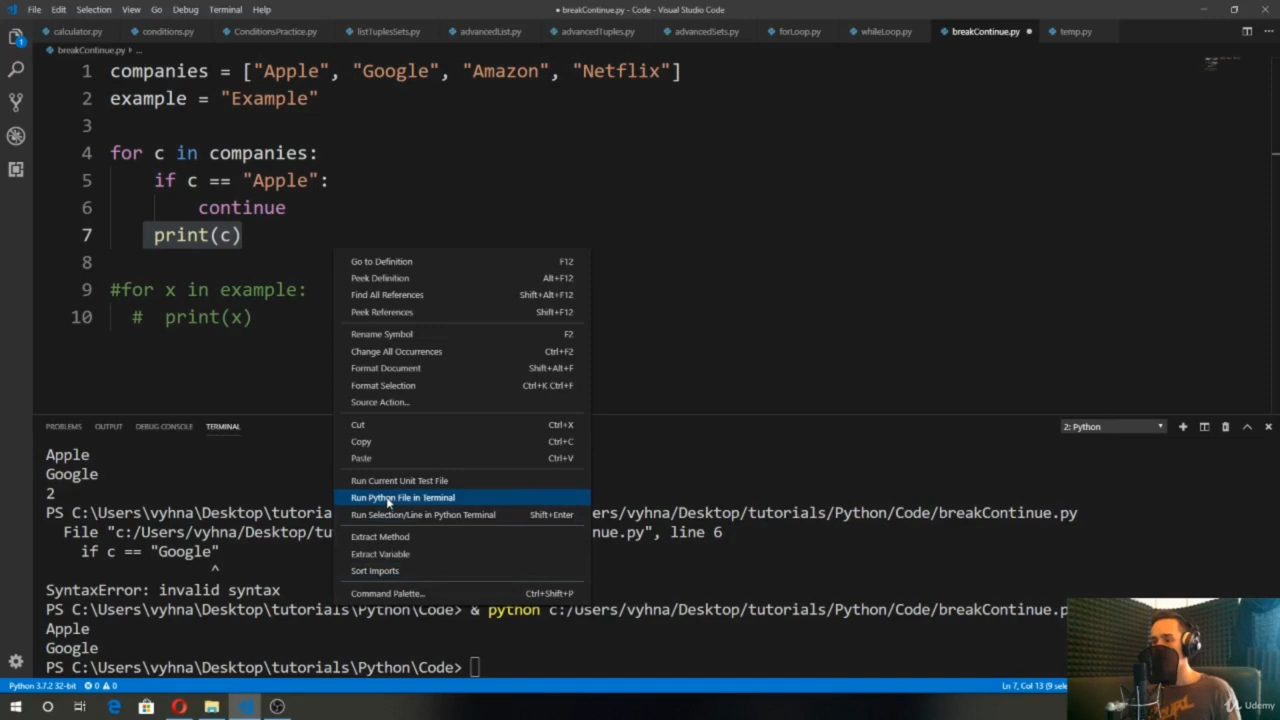 File Edit Selection View Go Debug Terminal Help
● breakContinue.py - Code - Visual Studio Code
calculator.py conditions.py ConditionsPractice.py listTuplesSets.py advancedList.py advancedTuples.py advancedSets.py forLoop.py whileLoop.py breakContinue.py ● temp.py
breakContinue.py › ...
1 companies = ["Apple", "Google", "Amazon", "Netflix"]
2 example = "Example"
3
4 for c in companies:
5 if c == "Apple":
6 continue
7 print(c)
8
9 #for x in example:
10 # print(x)
Go to Definition F12
Peek Definition Alt+F12
Find All References Shift+Alt+F12
Peek References Shift+F12
Rename Symbol F2
Change All Occurrences Ctrl+F2
Format Document Shift+Alt+F
Format Selection Ctrl+K Ctrl+F
Source Action...
Cut Ctrl+X
Copy Ctrl+C
Paste Ctrl+V
Run Current Unit Test File
Run Python File in Terminal
Run Selection/Line in Python Terminal Shift+Enter
Extract Method
Extract Variable
Sort Imports
Command Palette... Ctrl+Shift+P
PROBLEMS OUTPUT DEBUG CONSOLE TERMINAL 2: Python
Apple
Google
2
PS C:\Users\vyhna\Desktop\tutorials\Python\Code> ers/vyhna/Desktop/tutorials/Python/Code/breakContinue.py
File "c:/Users/vyhna/Desktop/tu nue.py", line 6
if c == "Google"
^
SyntaxError: invalid syntax
PS C:\Users\vyhna\Desktop\tutorials\Python\Code> & python c:/Users/vyhna/Desktop/tutorials/Python/Code/breakContinue.p
Apple
Google
PS C:\Users\vyhna\Desktop\tutorials\Python\Code>
Python 3.7.2 32-bit 0 0 Ln 7, Col 13 (9 sele
Udemy